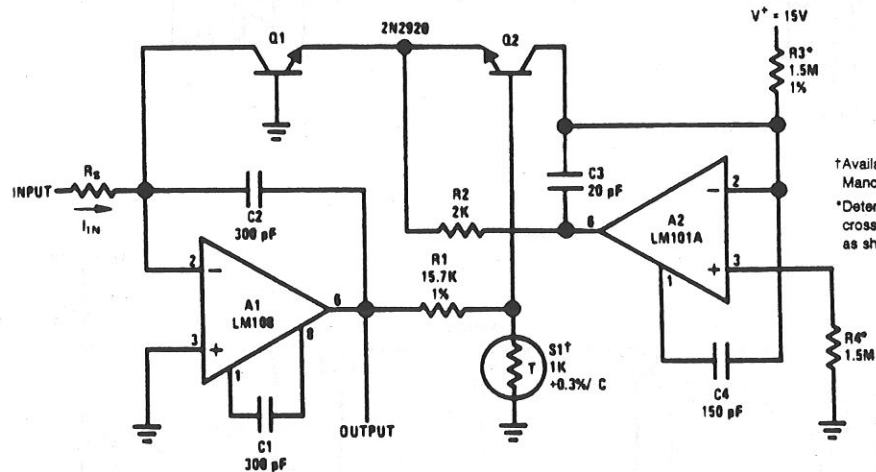 V⁺ = 15V
Q1
2N2920
Q2
R3*
1.5M
1%
INPUT
Rs
IIN
C2
300 pF
R2
2K
C3
20 pF
6
2
A2
LM101A
-
+
3
1
†Availa
Manc
*Deter
cross
as sh
2
-
A1
LM108
6
8
3
+
1
R1
15.7K
1%
S1†
1K
+0.3%/ C
T
R4*
1.5M
C4
150 pF
C1
300 pF
OUTPUT